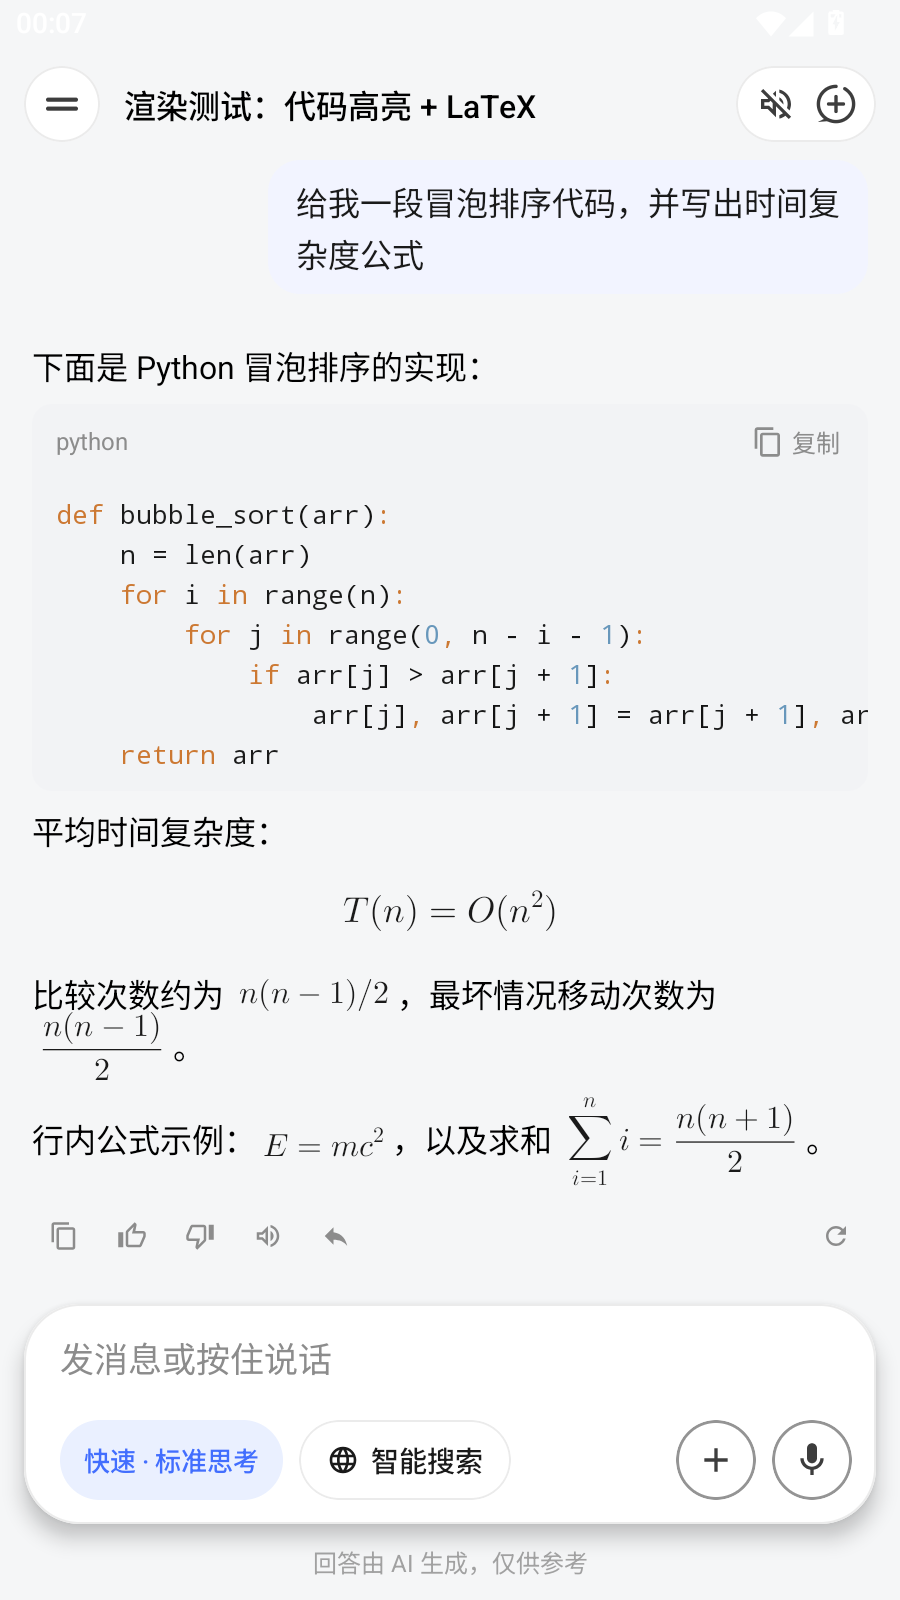 00:07
渲染测试：代码高亮 + LaTeX
给我一段冒泡排序代码，并写出时间复
杂度公式
下面是 Python 冒泡排序的实现：
python
复制
def bubble_sort(arr):
    n = len(arr)
    for i in range(n):
        for j in range(0, n - i - 1):
            if arr[j] > arr[j + 1]:
                arr[j], arr[j + 1] = arr[j + 1], ar
    return arr
平均时间复杂度：
T(n) = O(n²)
比较次数约为 n(n − 1)/2，最坏情况移动次数为
n(n − 1)
2
。
行内公式示例： E = mc²，以及求和 ∑_{i=1}^{n} i = \frac{n(n + 1)}{2} 。
发消息或按住说话
快速 · 标准思考
智能搜索
回答由 AI 生成，仅供参考